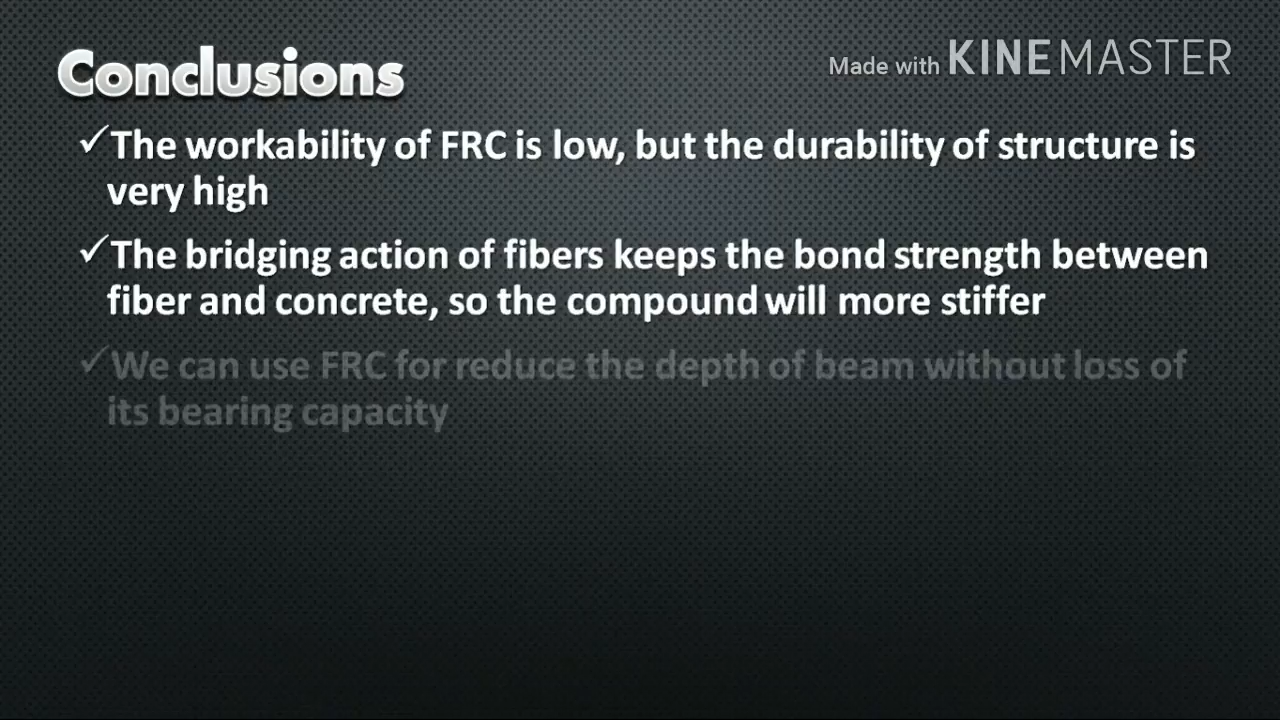 Conclusions
Made with KINEMASTER
✓The workability of FRC is low, but the durability of structure is
very high
✓The bridging action of fibers keeps the bond strength between
fiber and concrete, so the compound will more stiffer
✓We can use FRC for reduce the depth of beam without loss of
its bearing capacity